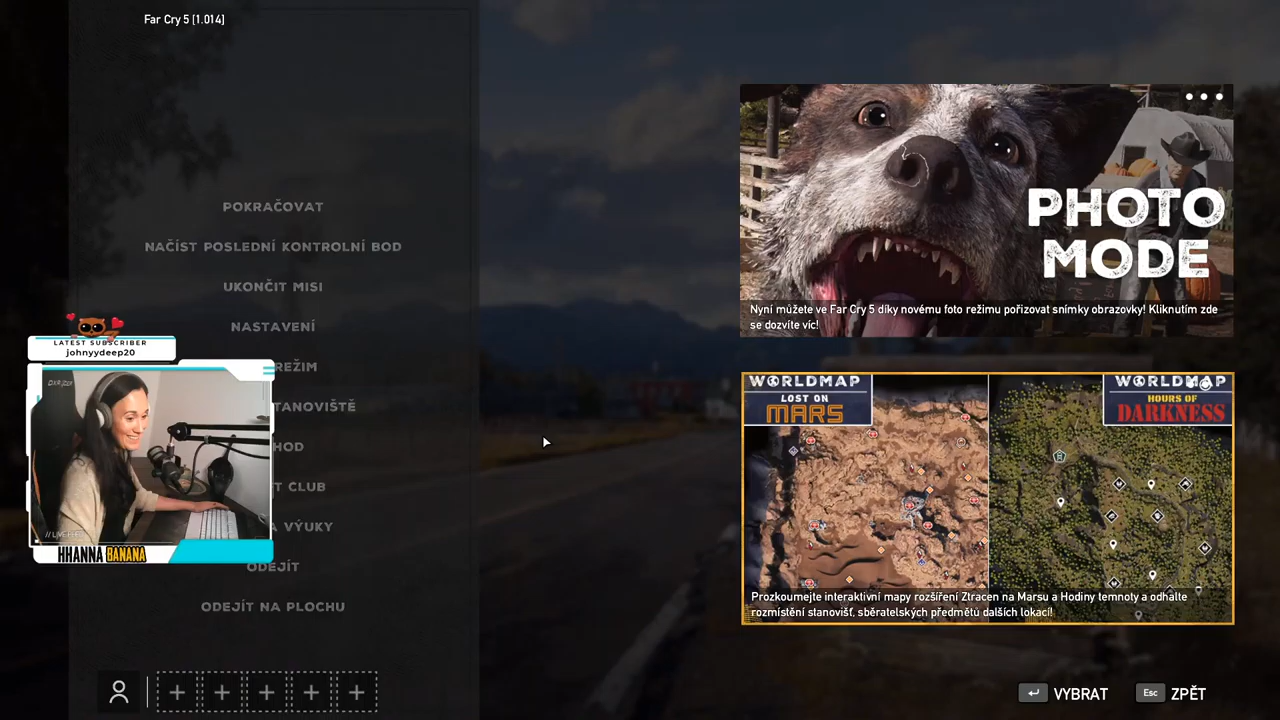 Far Cry 5 [1.014]
POKRAČOVAT
NAČÍST POSLEDNÍ KONTROLNÍ BOD
UKONČIT MISI
NASTAVENÍ
REŽIM
TANOVIŠTĚ
HOD
T CLUB
A VÝUKY
ODEJÍT
ODEJÍT NA PLOCHU
LATEST SUBSCRIBER
johnyydeep20
HHANNA BANANA
PHOTO
MODE
Nyní můžete ve Far Cry 5 díky novému foto režimu pořizovat snímky obrazovky! Kliknutím zde
se dozvíte víc!
WORLDMAP
LOST ON
MARS
WORLDMAP
HOURS OF
DARKNESS
Prozkoumejte interaktivní mapy rozšíření Ztracen na Marsu a Hodiny temnoty a odhalte
rozmístění stanovišť, sběratelských předmětů dalších lokací!
VYBRAT
Esc ZPĚT